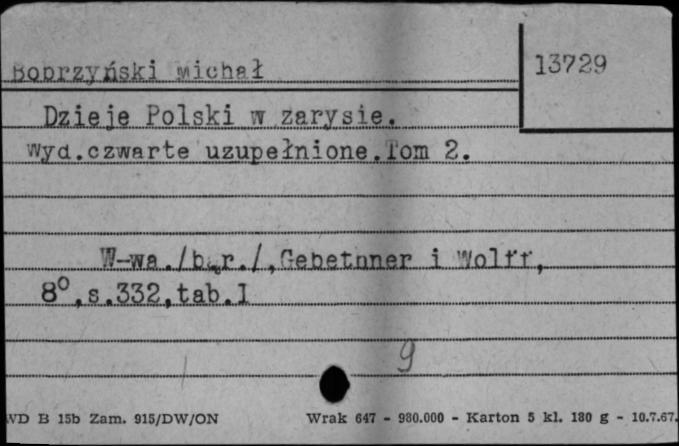 Bobrzyński Michał
13729
Dzieje Polski w zarysie.
Wyd.czwarte uzupełnione.Tom 2.
W-wa./b.r./,Gebethner i Wolff,
8°,s.332,tab.I
9
WD B 15b Zam. 915/DW/ON
Wrak 647 - 980.000 - Karton 5 kl. 180 g - 10.7.67.